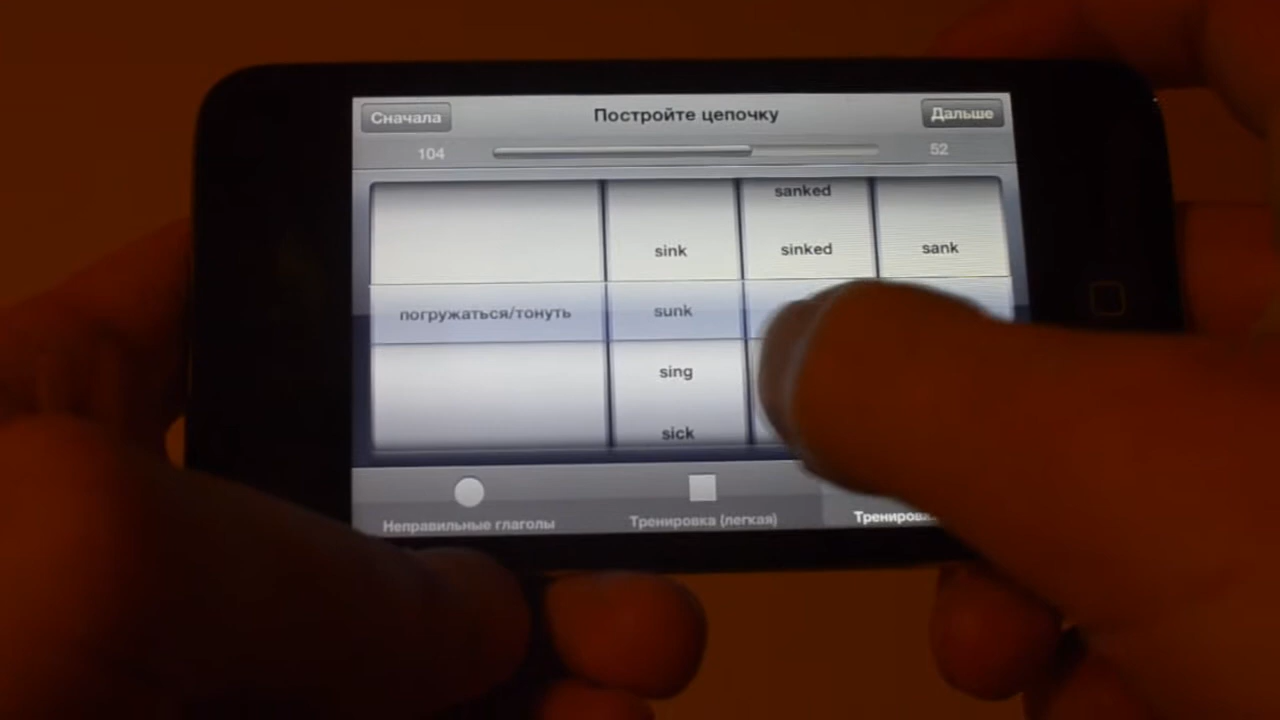 Сначала
Постройте цепочку
Дальше
104
52
sanked
sink
sinked
sank
погружаться/тонуть
sunk
sing
sick
Неправильные глаголы
Тренировка (легкая)